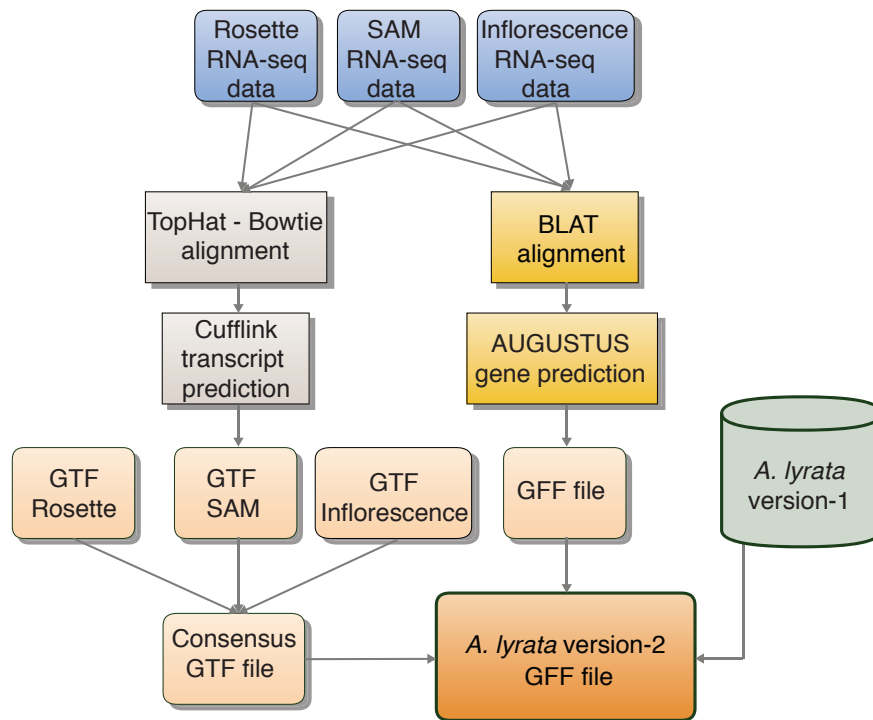 Rosette
RNA-seq
data
SAM
RNA-seq
data
Inflorescence
RNA-seq
data
TopHat - Bowtie
alignment
BLAT
alignment
Cufflink
transcript
prediction
AUGUSTUS
gene prediction
GTF
Rosette
GTF
SAM
GTF
Inflorescence
GFF file
A. lyrata
version-1
Consensus
GTF file
A. lyrata version-2
GFF file